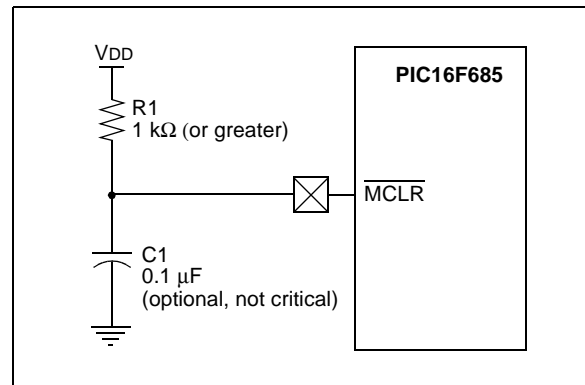 VDD
PIC16F685
R1
1 kΩ (or greater)
MCLR
C1
0.1 μF
(optional, not critical)